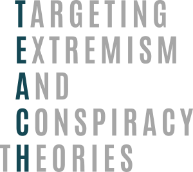 TARGETING
EXTREMISM
AND
CONSPIRACY
THEORIES